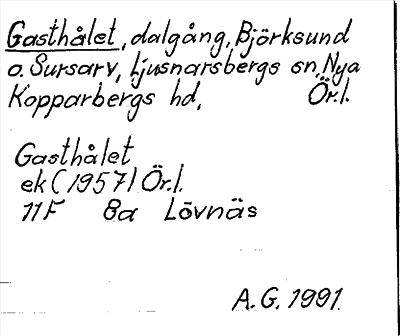 Gasthålet, dalgång, Björksund
o. Sursarv, Ljusnarsbergs sn, Nya
Kopparbergs hd, Ör.l.
Gasthålet
ek (1957) Ör.l.
11F 8a Lövnäs
A.G. 1991.